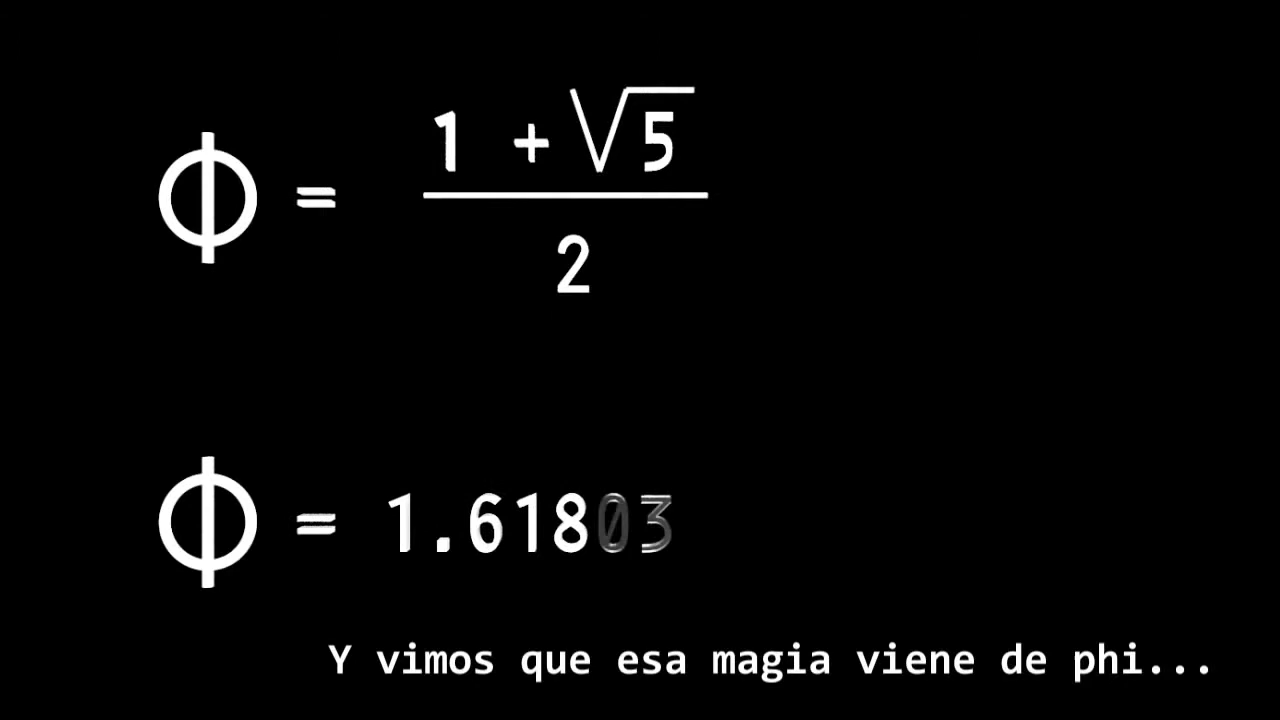 Φ = (1 + √5) / 2
Φ = 1.61803
Y vimos que esa magia viene de phi...